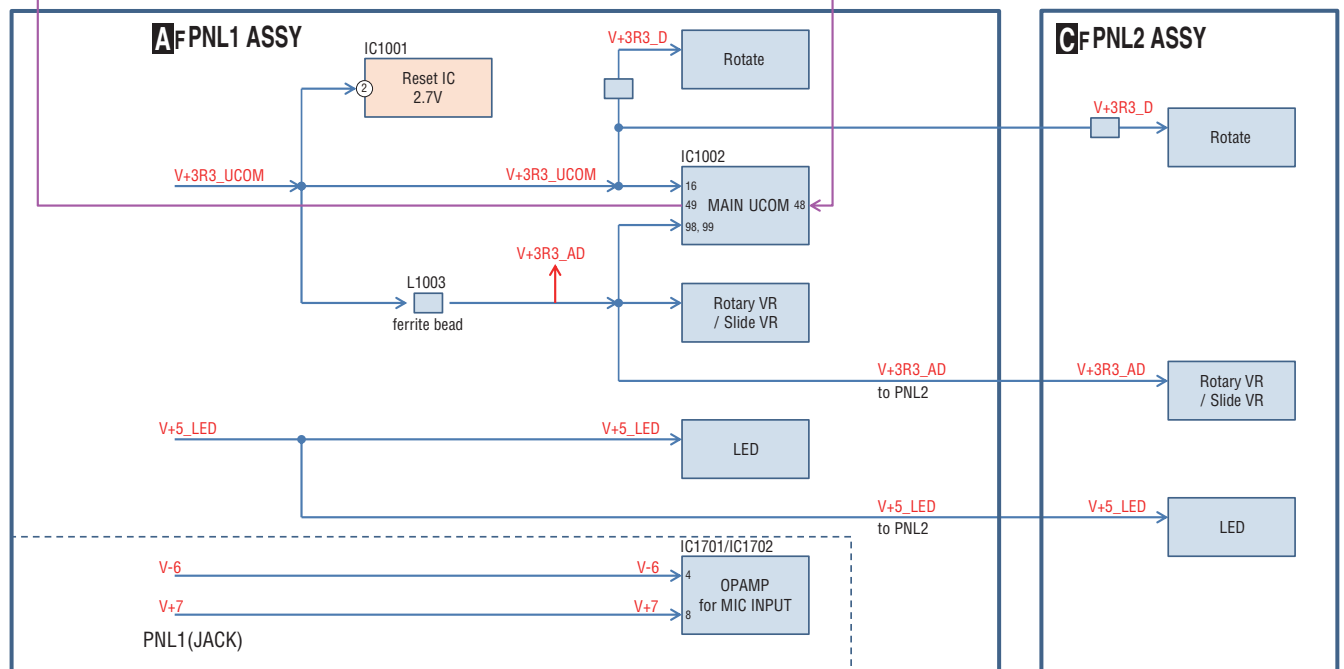 A F PNL1 ASSY
C F PNL2 ASSY
IC1001
Reset IC
2.7V
2
V+3R3_D
Rotate
V+3R3_D
Rotate
V+3R3_UCOM
V+3R3_UCOM
IC1002
16
49 MAIN UCOM 48
98, 99
V+3R3_AD
L1003
ferrite bead
Rotary VR
/ Slide VR
V+3R3_AD
to PNL2
V+3R3_AD
Rotary VR
/ Slide VR
V+5_LED
V+5_LED
LED
V+5_LED
to PNL2
V+5_LED
LED
IC1701/IC1702
V-6
V-6
4
OPAMP
for MIC INPUT
V+7
V+7
8
PNL1(JACK)